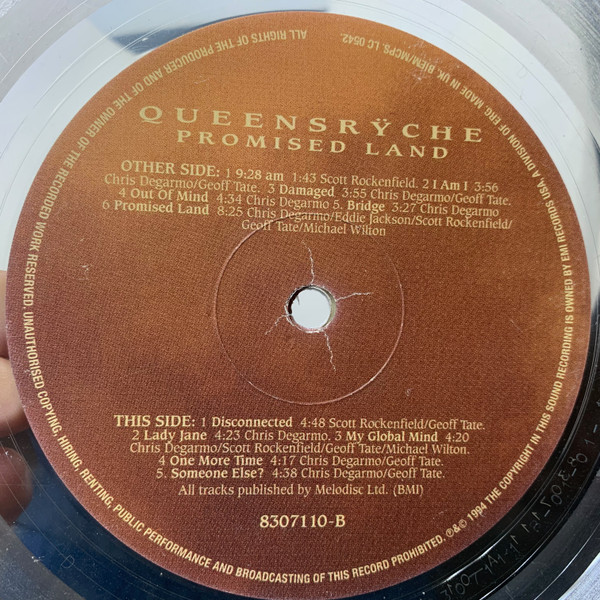 QUEENSRŸCHE
PROMISED LAND
OTHER SIDE: 1 9:28 am 1:43 Scott Rockenfield. 2 I Am I 3:56
Chris Degarmo/Geoff Tate. 3 Damaged 3:55 Chris Degarmo/Geoff Tate.
4 Out Of Mind 4:34 Chris Degarmo 5. Bridge 3:27 Chris Degarmo
6 Promised Land 8:25 Chris Degarmo/Eddie Jackson/Scott Rockenfield/
Geoff Tate/Michael Wilton
THIS SIDE: 1 Disconnected 4:48 Scott Rockenfield/Geoff Tate.
2 Lady Jane 4:23 Chris Degarmo. 3 My Global Mind 4:20
Chris Degarmo/Scott Rockenfield/Geoff Tate/Michael Wilton.
4 One More Time 4:17 Chris Degarmo/Geoff Tate.
5. Someone Else? 4:38 Chris Degarmo/Geoff Tate.
All tracks published by Melodisc Ltd. (BMI)
8307110-B
ALL RIGHTS OF THE PRODUCER AND OF THE OWNER OF THE RECORDED WORK RESERVED. UNAUTHORISED COPYING, HIRING, RENTING, PUBLIC PERFORMANCE AND BROADCASTING OF THIS RECORD PROHIBITED. ℗&© 1994 THE COPYRIGHT IN THIS SOUND RECORDING IS OWNED BY EMI RECORDS USA, A DIVISION OF ERG MADE IN UK BIEM/MCPS. LC 0542.